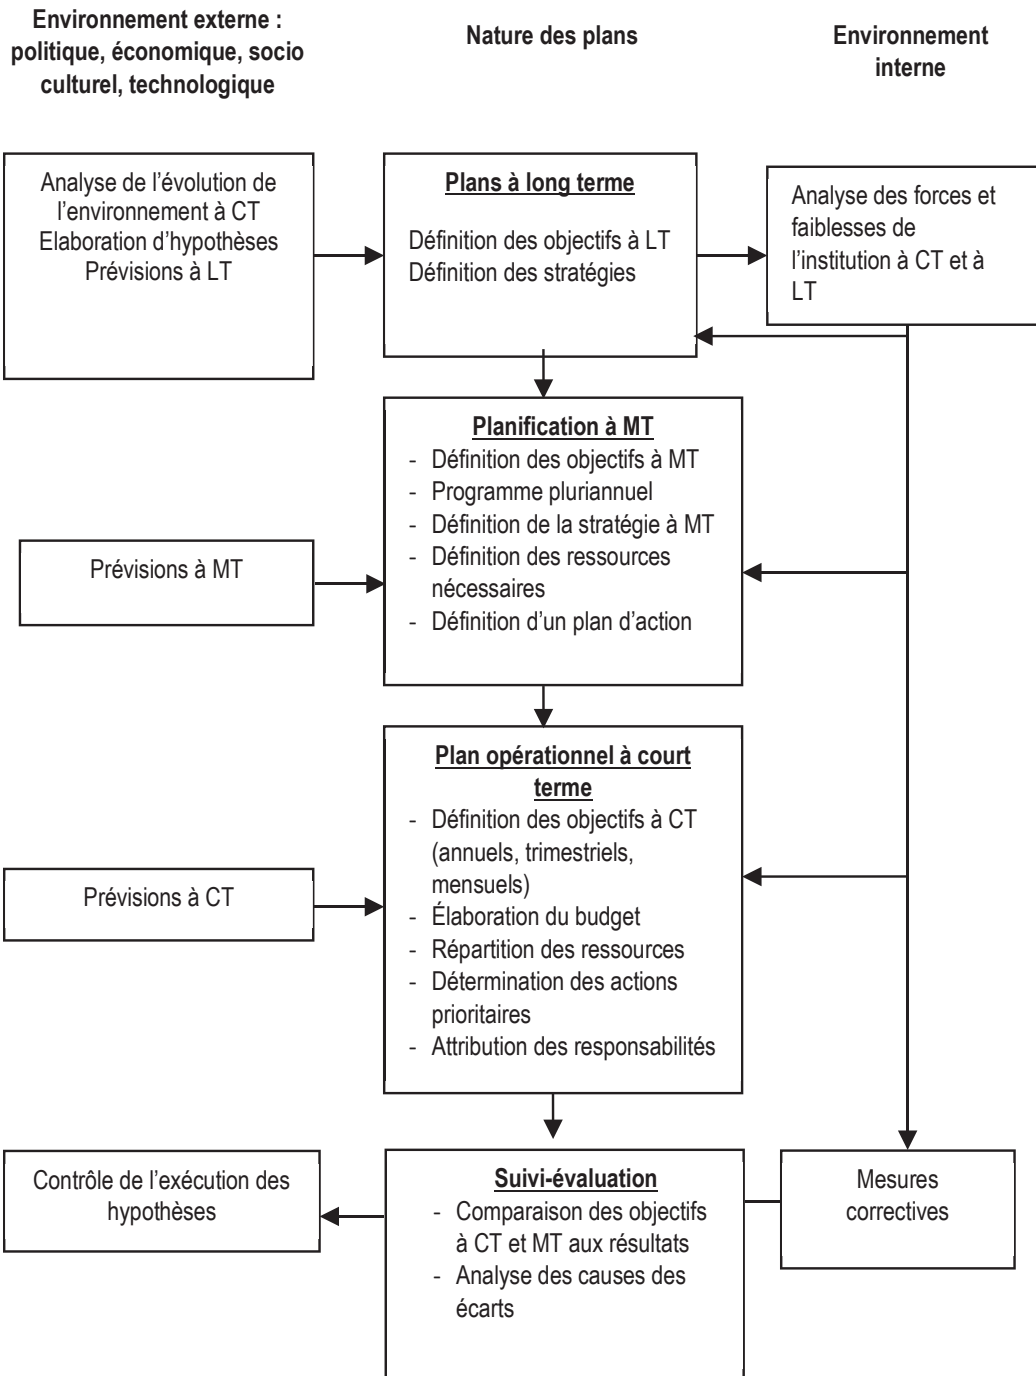 Environnement externe :
politique, économique, socio
culturel, technologique
Nature des plans
Environnement
interne
Analyse de l’évolution de
l’environnement à CT
Elaboration d’hypothèses
Prévisions à LT
Plans à long terme
Définition des objectifs à LT
Définition des stratégies
Analyse des forces et
faiblesses de
l’institution à CT et à
LT
Planification à MT
- Définition des objectifs à MT
- Programme pluriannuel
- Définition de la stratégie à MT
- Définition des ressources
nécessaires
- Définition d’un plan d’action
Prévisions à MT
Plan opérationnel à court
terme
- Définition des objectifs à CT
(annuels, trimestriels,
mensuels)
- Élaboration du budget
- Répartition des ressources
- Détermination des actions
prioritaires
- Attribution des responsabilités
Prévisions à CT
Contrôle de l’exécution des
hypothèses
Suivi-évaluation
- Comparaison des objectifs
à CT et MT aux résultats
- Analyse des causes des
écarts
Mesures
correctives